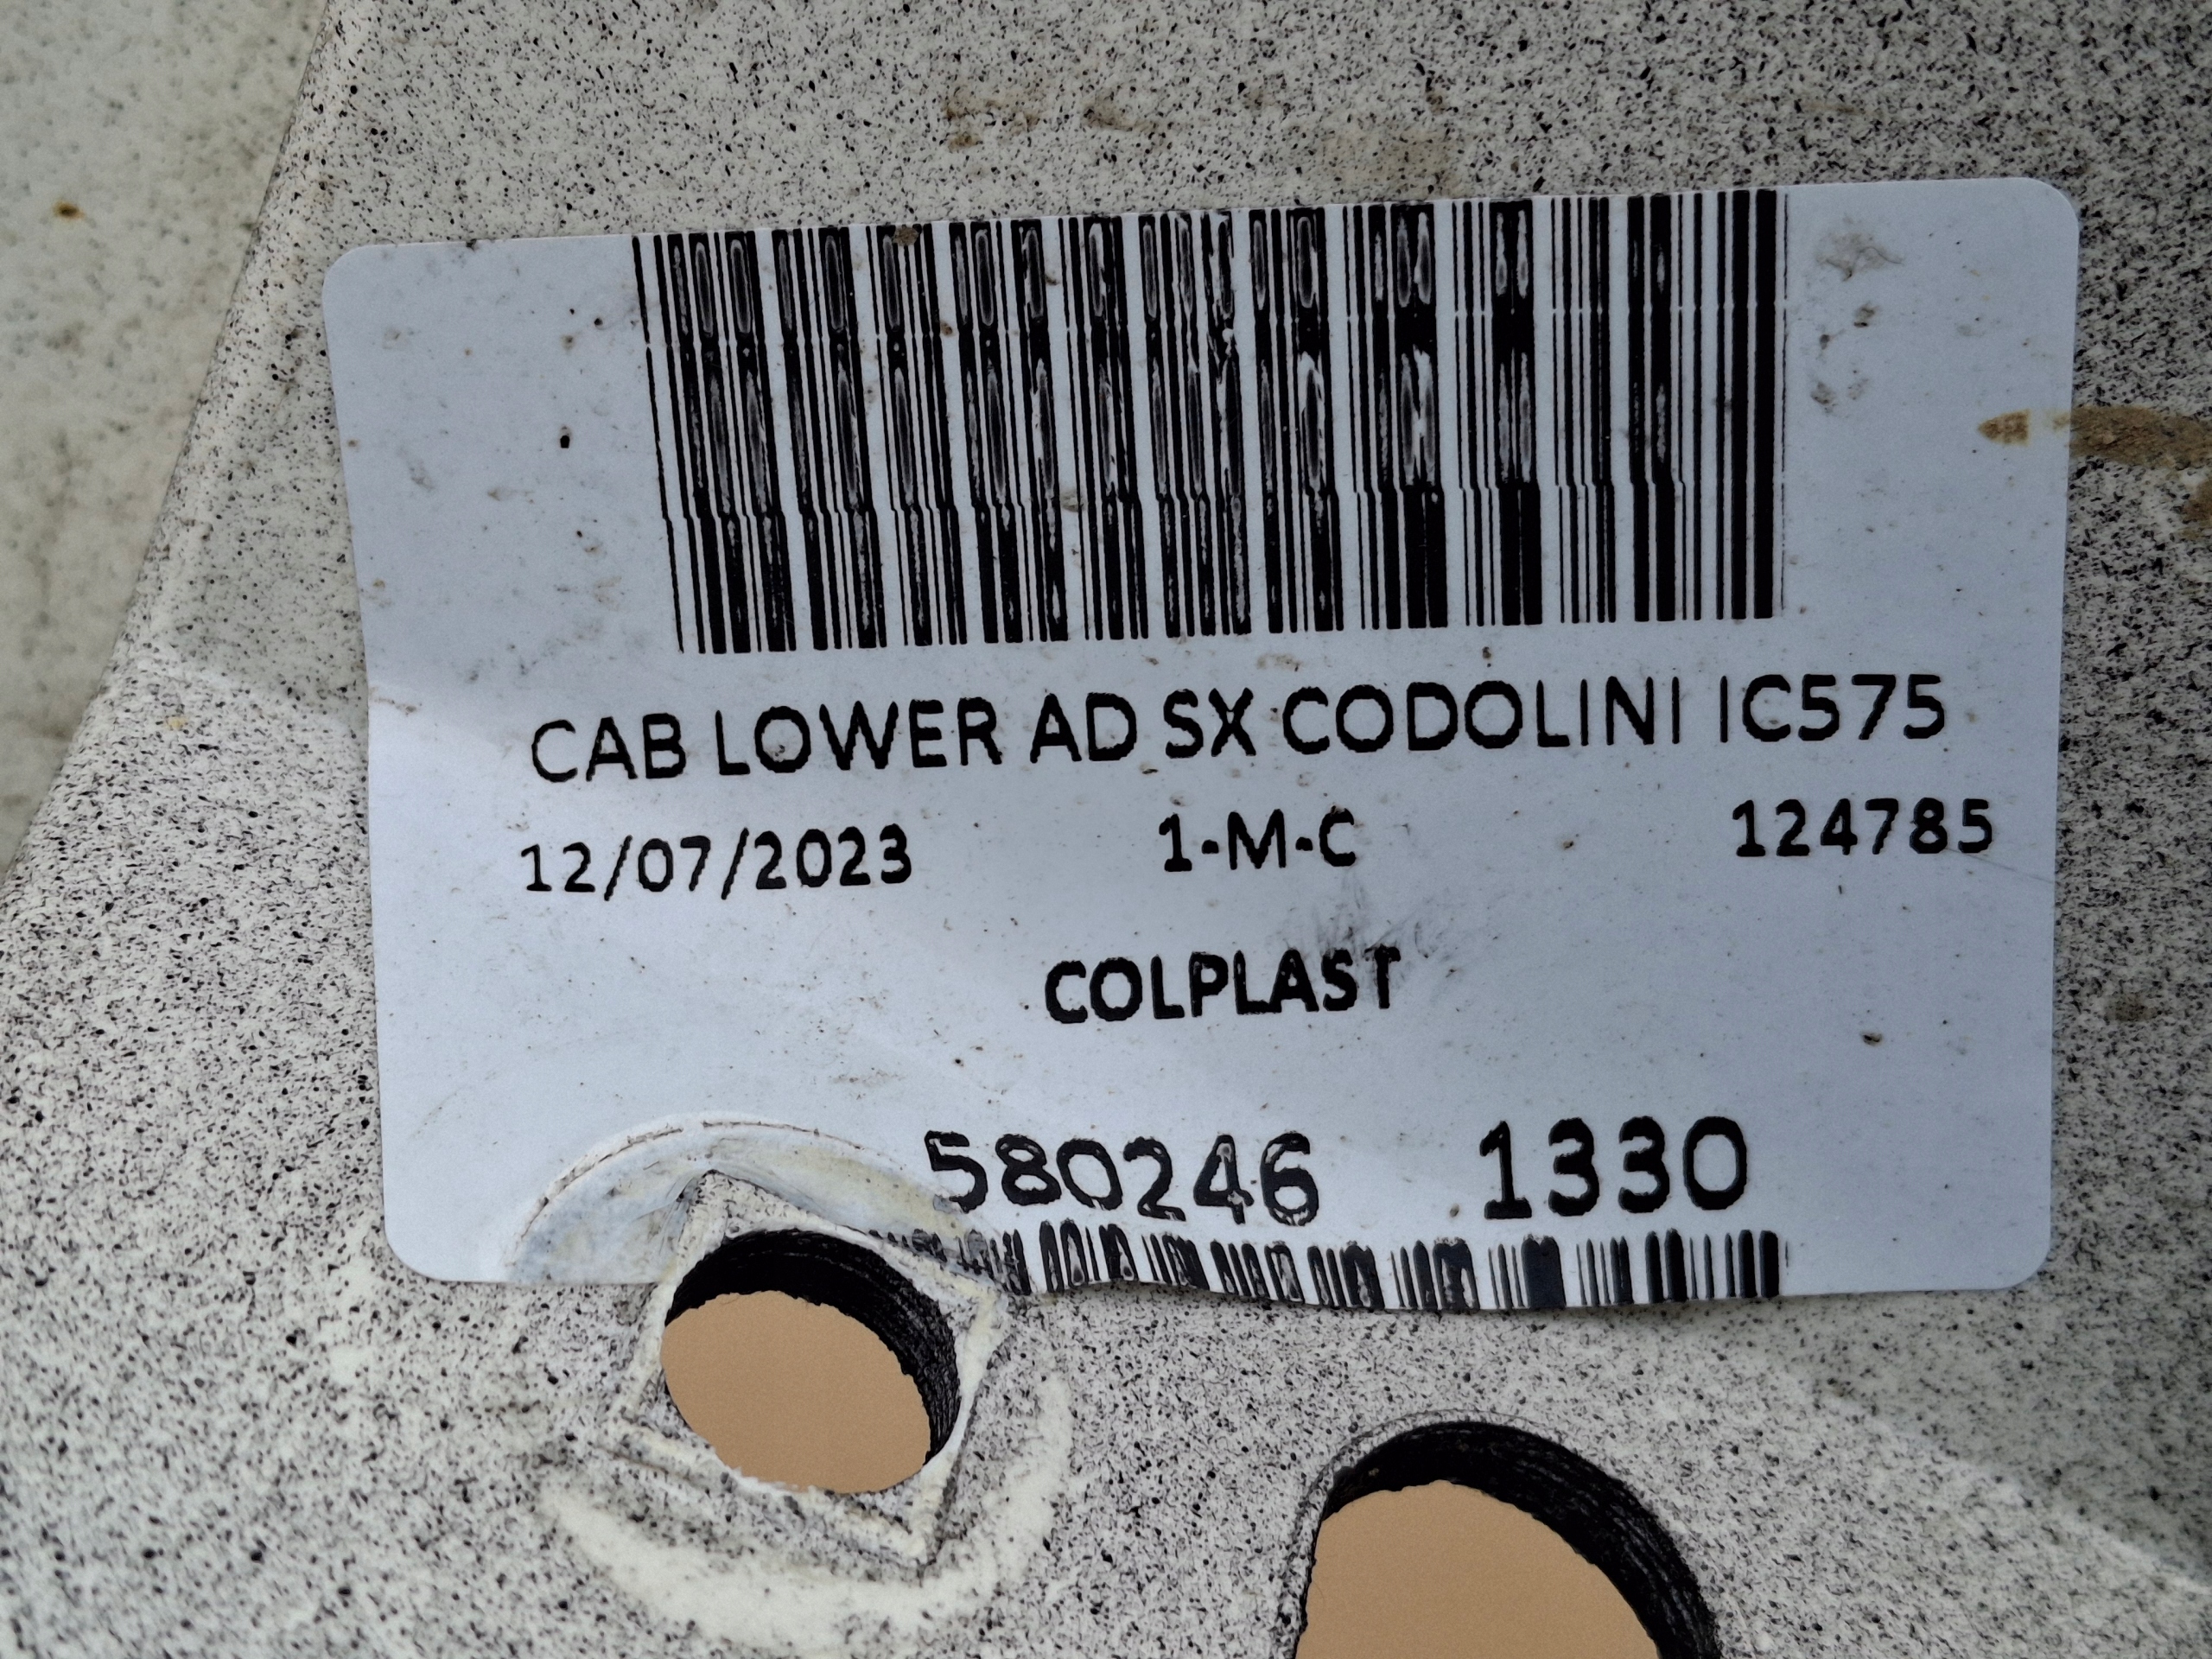 CAB LOWER AD SX CODOLINI IC575
12/07/2023 1-M-C 124785
COLPLAST
580246 1330